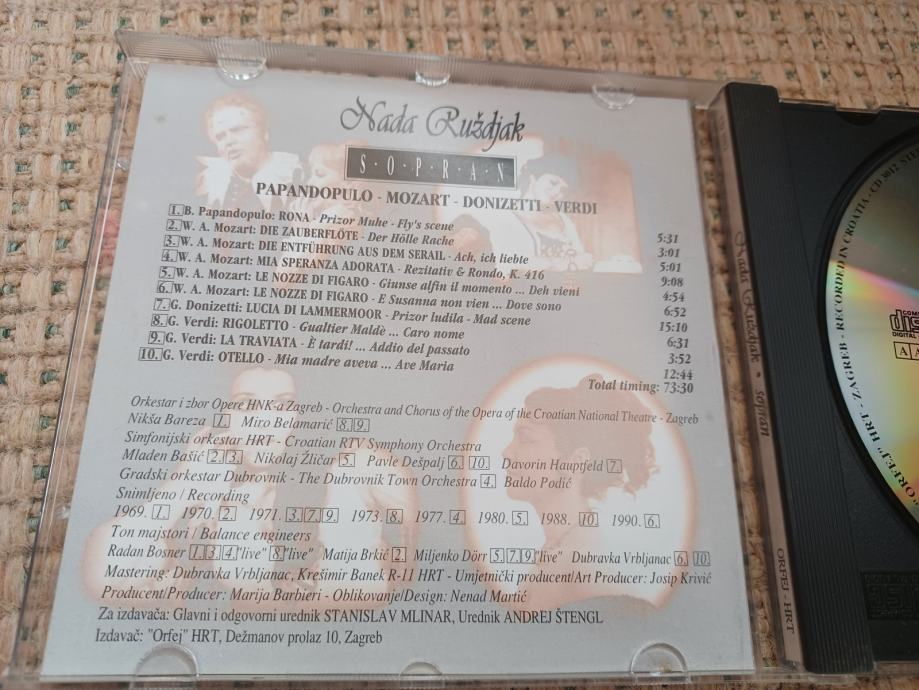 Nada Ruždjak
S·O·P·R·A·N
PAPANDOPULO - MOZART - DONIZETTI - VERDI
1. B. Papandopulo: RONA - Prizor Muhe - Fly's scene 5:31
2. W. A. Mozart: DIE ZAUBERFLÖTE - Der Hölle Rache 3:01
3. W. A. Mozart: DIE ENTFÜHRUNG AUS DEM SERAIL - Ach, ich liebte 5:01
4. W. A. Mozart: MIA SPERANZA ADORATA - Rezitativ & Rondo, K. 416 9:08
5. W. A. Mozart: LE NOZZE DI FIGARO - Giunse alfin il momento ... Deh vieni 4:54
6. W. A. Mozart: LE NOZZE DI FIGARO - E Susanna non vien ... Dove sono 6:52
7. G. Donizetti: LUCIA DI LAMMERMOOR - Prizor ludila - Mad scene 15:10
8. G. Verdi: RIGOLETTO - Gualtier Maldè ... Caro nome 6:31
9. G. Verdi: LA TRAVIATA - È tardi! ... Addio del passato 3:52
10. G. Verdi: OTELLO - Mia madre aveva ... Ave Maria 12:44
Total timing: 73:30
Orkestar i zbor Opere HNK-a Zagreb - Orchestra and Chorus of the Opera of the Croatian National Theatre - Zagreb
Nikša Bareza 1. Miro Belamarić 8. 9.
Simfonijski orkestar HRT - Croatian RTV Symphony Orchestra
Mladen Bašić 2. 3. Nikolaj Žličar 5. Pavle Dešpalj 6. 10. Davorin Hauptfeld 7.
Gradski orkestar Dubrovnik - The Dubrovnik Town Orchestra 4. Baldo Podić
Snimljeno / Recording
1969. 1. 1970. 2. 1971. 3. 7. 9. 1973. 8. 1977. 4. 1980. 5. 1988. 10. 1990. 6.
Ton majstori / Balance engineers
Radan Bosner 1. 3. 4. "live" 8. "live" Matija Brkić 2. Miljenko Dörr 5. 7. 9. "live" Dubravka Vrbljanac 6. 10.
Mastering: Dubravka Vrbljanac, Krešimir Banek R-11 HRT - Umjetnički producent/Art Producer: Josip Krivić
Producent/Producer: Marija Barbieri - Oblikovanje/Design: Nenad Martić
Za izdavača: Glavni i odgovorni urednik STANISLAV MLINAR, Urednik ANDREJ ŠTENGL
Izdavač: "Orfej" HRT, Dežmanov prolaz 10, Zagreb
Nada Ruždjak • sopran
ORFEJ - HRT
"ORFEJ" HRT - ZAGREB - RECORDED IN CROATIA - CD